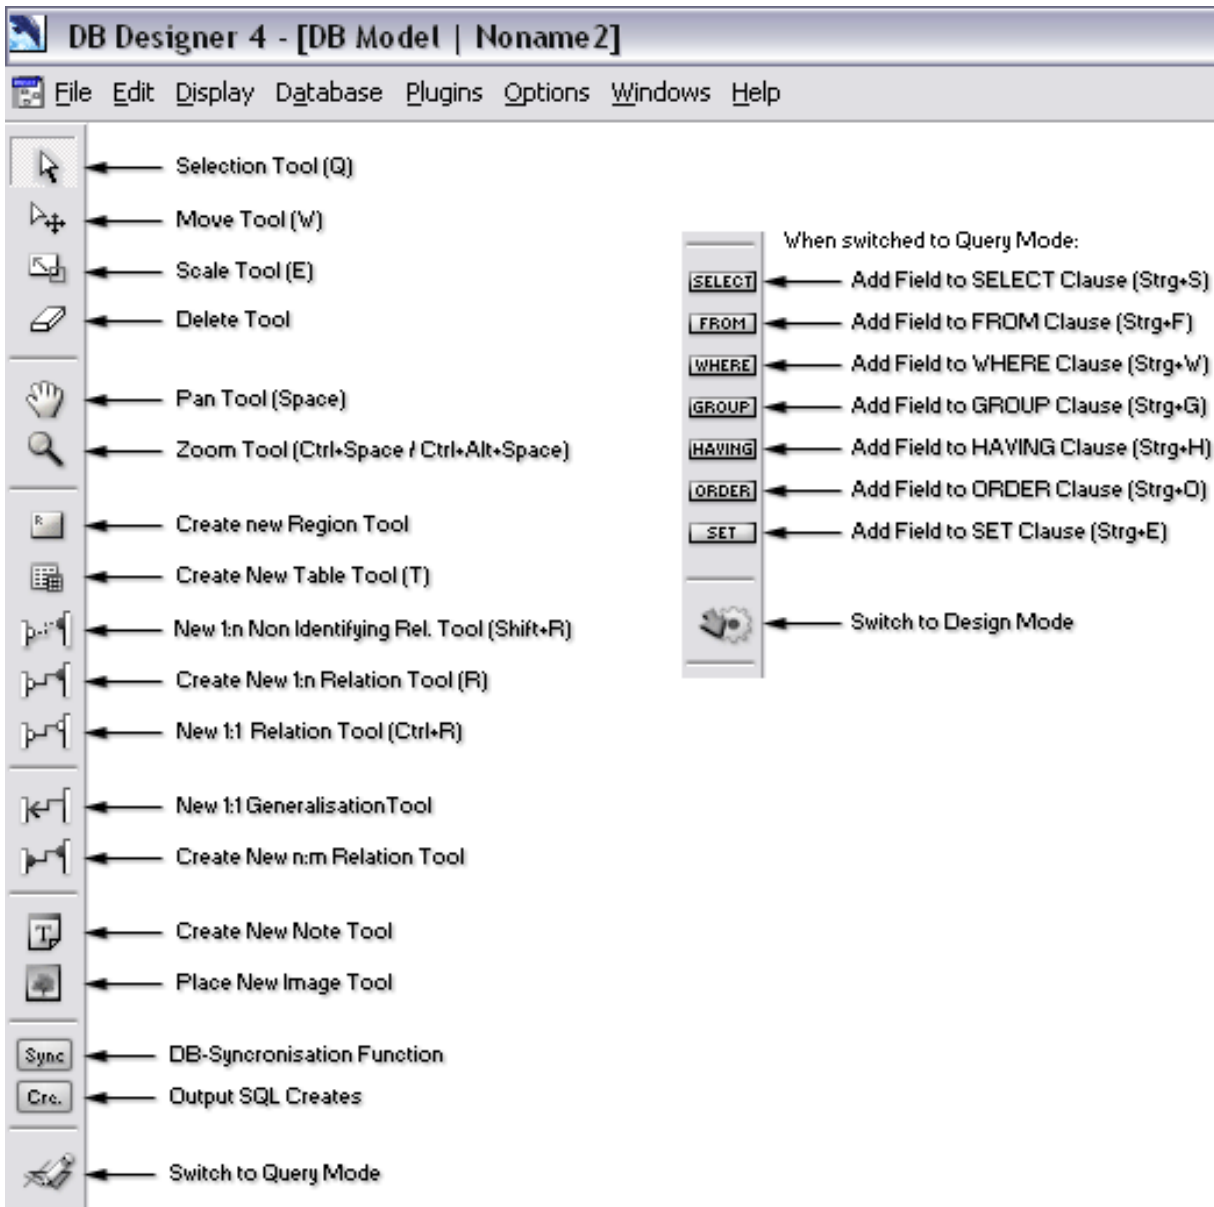 DB Designer 4 - [DB Model | Noname2]
File Edit Display Database Plugins Options Windows Help
Selection Tool (Q)
Move Tool (W)
Scale Tool (E)
Delete Tool
Pan Tool (Space)
Zoom Tool (Ctrl+Space / Ctrl+Alt+Space)
R
Create new Region Tool
Create New Table Tool (T)
New 1:n Non Identifying Rel. Tool (Shift+R)
Create New 1:n Relation Tool (R)
New 1:1 Relation Tool (Ctrl+R)
New 1:1 Generalisation Tool
Create New n:m Relation Tool
T
Create New Note Tool
Place New Image Tool
Sync
DB-Syncronisation Function
Cre.
Output SQL Creates
Switch to Query Mode
When switched to Query Mode:
SELECT
Add Field to SELECT Clause (Strg+S)
FROM
Add Field to FROM Clause (Strg+F)
WHERE
Add Field to WHERE Clause (Strg+W)
GROUP
Add Field to GROUP Clause (Strg+G)
HAVING
Add Field to HAVING Clause (Strg+H)
ORDER
Add Field to ORDER Clause (Strg+O)
SET
Add Field to SET Clause (Strg+E)
Switch to Design Mode